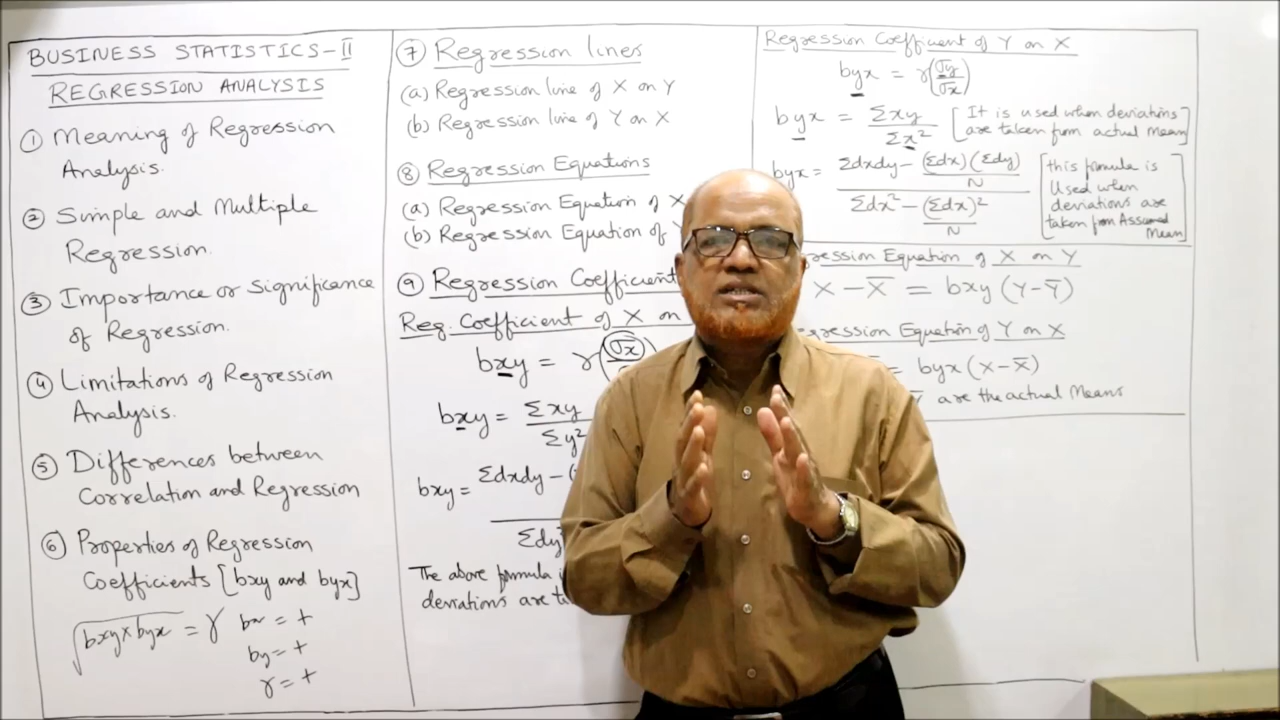 BUSINESS STATISTICS-II
REGRESSION ANALYSIS
① Meaning of Regression
Analysis.
② Simple and Multiple
Regression.
③ Importance or Significance
of Regression.
④ Limitations of Regression
Analysis.
⑤ Differences between
Correlation and Regression
⑥ Properties of Regression
Coefficients [bxy and byx]
√bxy×byx = r bx = +
by = +
r = +
⑦ Regression lines
(a) Regression line of X on Y
(b) Regression line of Y on X
⑧ Regression Equations
(a) Regression Equation of X
(b) Regression Equation of
⑨ Regression Coefficient
Reg. Coefficient of X on
bxy = r(σx
bxy = Σxy
Σy²
bxy = Σdxdy - (
Σdy
The above formula
deviations are
Regression Coefficient of Y on X
byx = r(σy/σx)
byx = Σxy/Σx² [It is used when deviations
are taken from actual Mean]
byx = Σdxdy - (Σdx)(Σdy)/N
Σdx² - (Σdx)²/N
[this formula is
Used when
deviations are
taken from Assumed
Mean]
ression Equation of X on Y
X - X̄ = bxy (Y - Ȳ)
gression Equation of Y on X
= byx (X - X̄)
are the actual Means